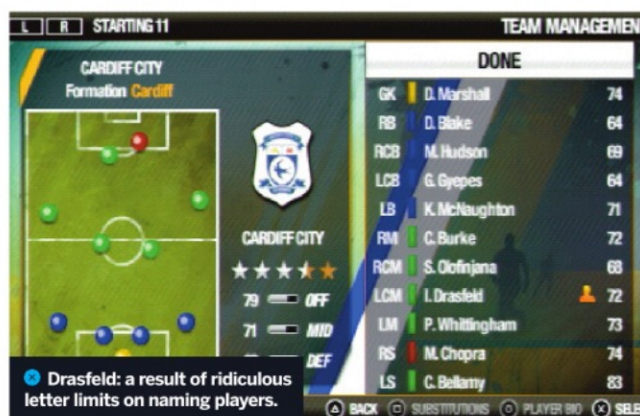 L R STARTING 11 TEAM MANAGEMEN
CARDIFF CITY
Formation Cardiff
CARDIFF CITY
79 OFF
71 MID
DEF
DONE
GK D. Marshall 74
RB D. Blake 64
RCB M. Hudson 69
LCB G. Gyepes 64
LB K. McNaughton 71
RM C. Burke 72
RCM S. Olofinjana 68
LCM I. Drasfeld 72
LM P. Whittingham 73
RS M. Chopra 74
LS C. Bellamy 83
Drasfeld: a result of ridiculous
letter limits on naming players.
BACK SUBSTITUTIONS PLAYER BIO SELE